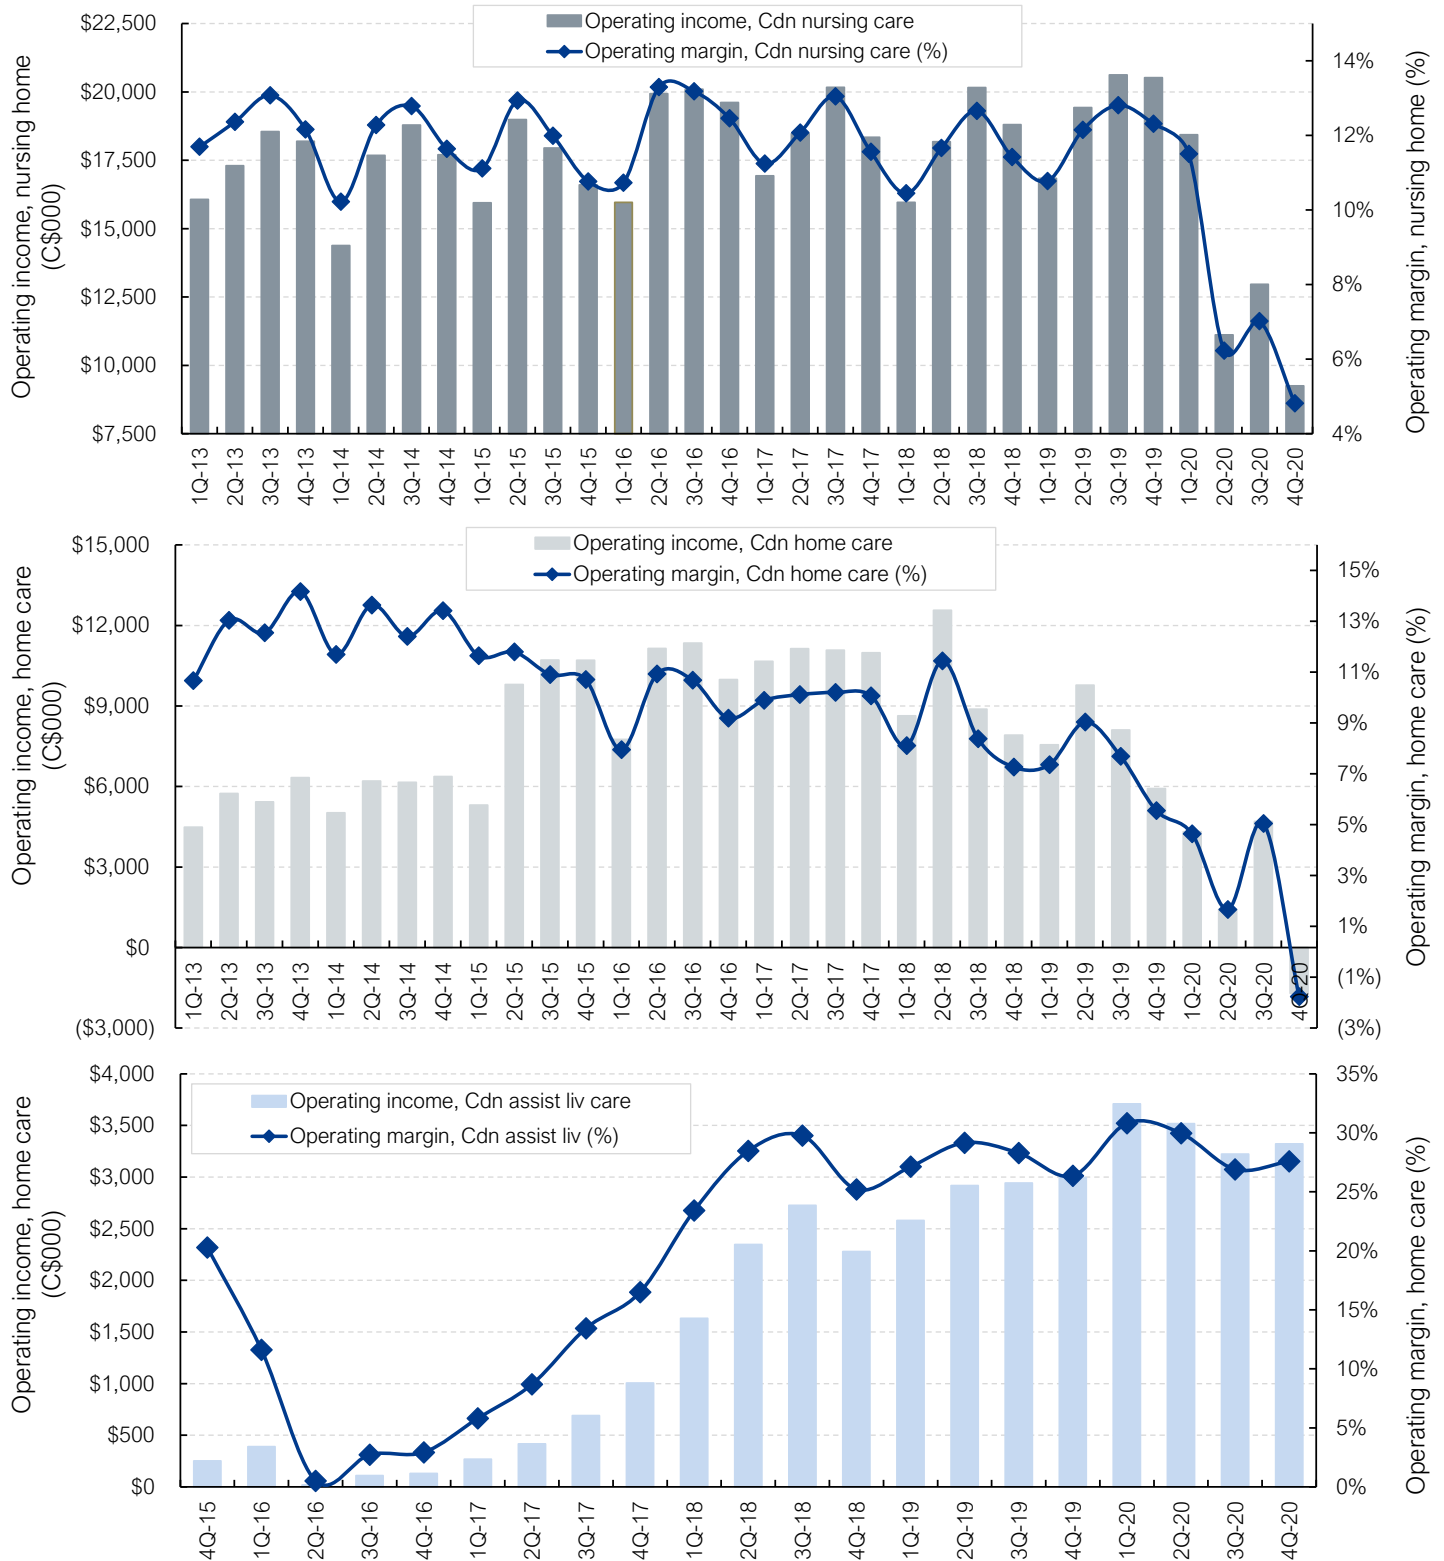 Operating income, Cdn nursing care
Operating margin, Cdn nursing care (%)
Operating income, nursing home
(C$000)
$22,500
$20,000
$17,500
$15,000
$12,500
$10,000
$7,500
14%
12%
10%
8%
6%
4%
Operating margin, nursing home (%)
1Q-13
2Q-13
3Q-13
4Q-13
1Q-14
2Q-14
3Q-14
4Q-14
1Q-15
2Q-15
3Q-15
4Q-15
1Q-16
2Q-16
3Q-16
4Q-16
1Q-17
2Q-17
3Q-17
4Q-17
1Q-18
2Q-18
3Q-18
4Q-18
1Q-19
2Q-19
3Q-19
4Q-19
1Q-20
2Q-20
3Q-20
4Q-20
Operating income, Cdn home care
Operating margin, Cdn home care (%)
Operating income, home care
(C$000)
$15,000
$12,000
$9,000
$6,000
$3,000
$0
($3,000)
15%
13%
11%
9%
7%
5%
3%
1%
(1%)
(3%)
Operating margin, home care (%)
1Q-13
2Q-13
3Q-13
4Q-13
1Q-14
2Q-14
3Q-14
4Q-14
1Q-15
2Q-15
3Q-15
4Q-15
1Q-16
2Q-16
3Q-16
4Q-16
1Q-17
2Q-17
3Q-17
4Q-17
1Q-18
2Q-18
3Q-18
4Q-18
1Q-19
2Q-19
3Q-19
4Q-19
1Q-20
2Q-20
3Q-20
4Q-20
Operating income, Cdn assist liv care
Operating margin, Cdn assist liv (%)
Operating income, home care
(C$000)
$4,000
$3,500
$3,000
$2,500
$2,000
$1,500
$1,000
$500
$0
35%
30%
25%
20%
15%
10%
5%
0%
Operating margin, home care (%)
4Q-15
1Q-16
2Q-16
3Q-16
4Q-16
1Q-17
2Q-17
3Q-17
4Q-17
1Q-18
2Q-18
3Q-18
4Q-18
1Q-19
2Q-19
3Q-19
4Q-19
1Q-20
2Q-20
3Q-20
4Q-20